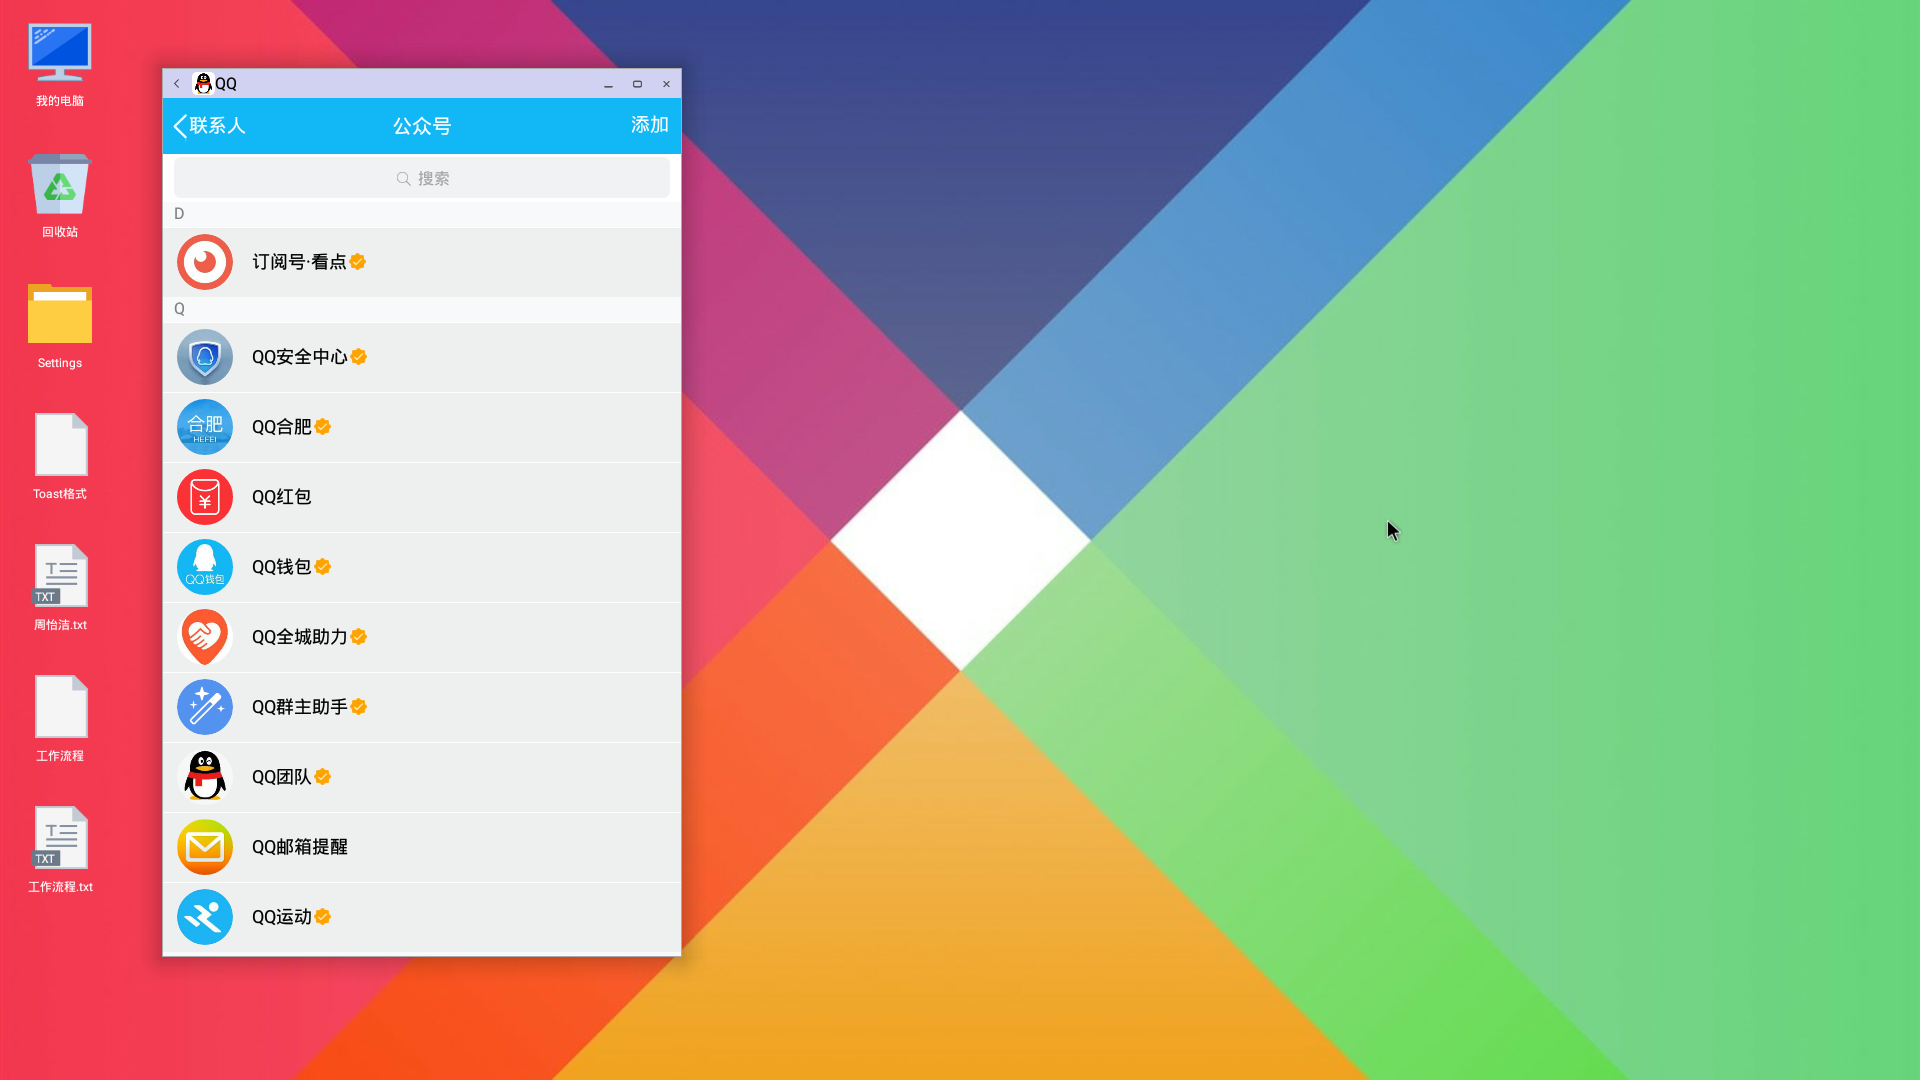 我的电脑
回收站
Settings
Toast格式
周怡洁.txt
工作流程
工作流程.txt
TXT
TXT
QQ
联系人
公众号
添加
搜索
D
订阅号·看点
Q
QQ安全中心
合肥
HEFEI
QQ合肥
QQ红包
QQ钱包
QQ钱包
QQ全城助力
QQ群主助手
QQ团队
QQ邮箱提醒
QQ运动